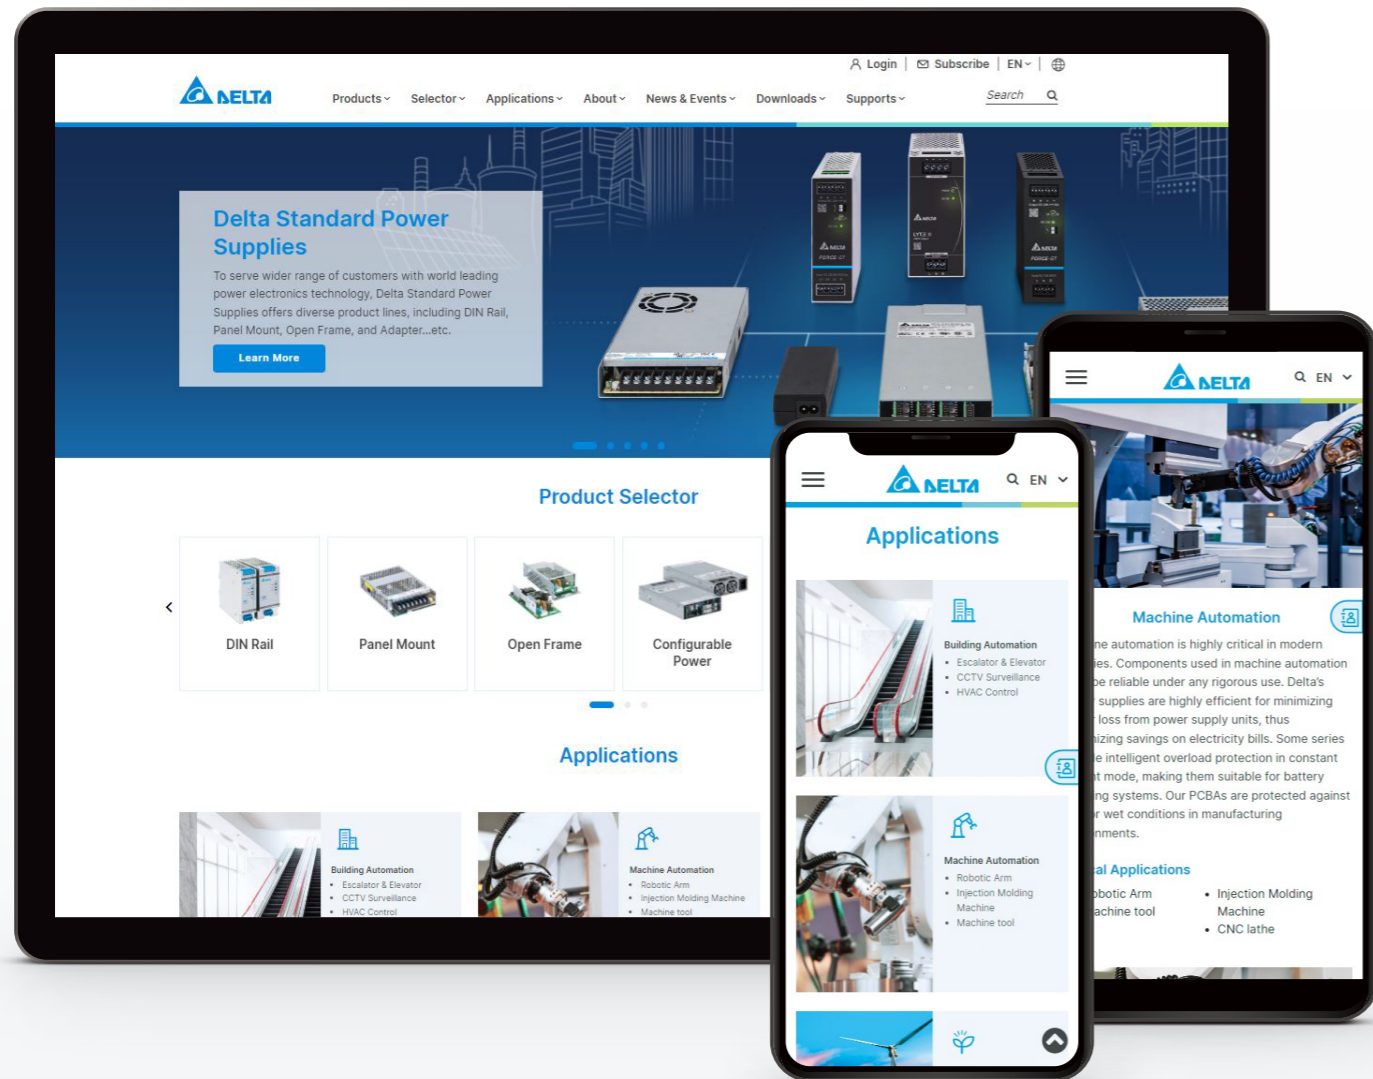 Login | Subscribe | EN
DELTA
Products Selector Applications About News & Events Downloads Supports
Search
Delta Standard Power
Supplies
To serve wider range of customers with world leading
power electronics technology, Delta Standard Power
Supplies offers diverse product lines, including DIN Rail,
Panel Mount, Open Frame, and Adapter...etc.
Learn More
Product Selector
DIN Rail
Panel Mount
Open Frame
Configurable
Power
Applications
Building Automation
• Escalator & Elevator
• CCTV Surveillance
• HVAC Control
Machine Automation
• Robotic Arm
• Injection Molding Machine
• Machine tool
DELTA
EN
Applications
Building Automation
• Escalator & Elevator
• CCTV Surveillance
• HVAC Control
Machine Automation
• Robotic Arm
• Injection Molding
Machine
• Machine tool
DELTA
EN
Machine Automation
ne automation is highly critical in modern
ies. Components used in machine automation
be reliable under any rigorous use. Delta's
supplies are highly efficient for minimizing
loss from power supply units, thus
nizing savings on electricity bills. Some series
le intelligent overload protection in constant
nt mode, making them suitable for battery
ng systems. Our PCBAs are protected against
r wet conditions in manufacturing
nments.
cal Applications
obotic Arm
achine tool
• Injection Molding
Machine
• CNC lathe